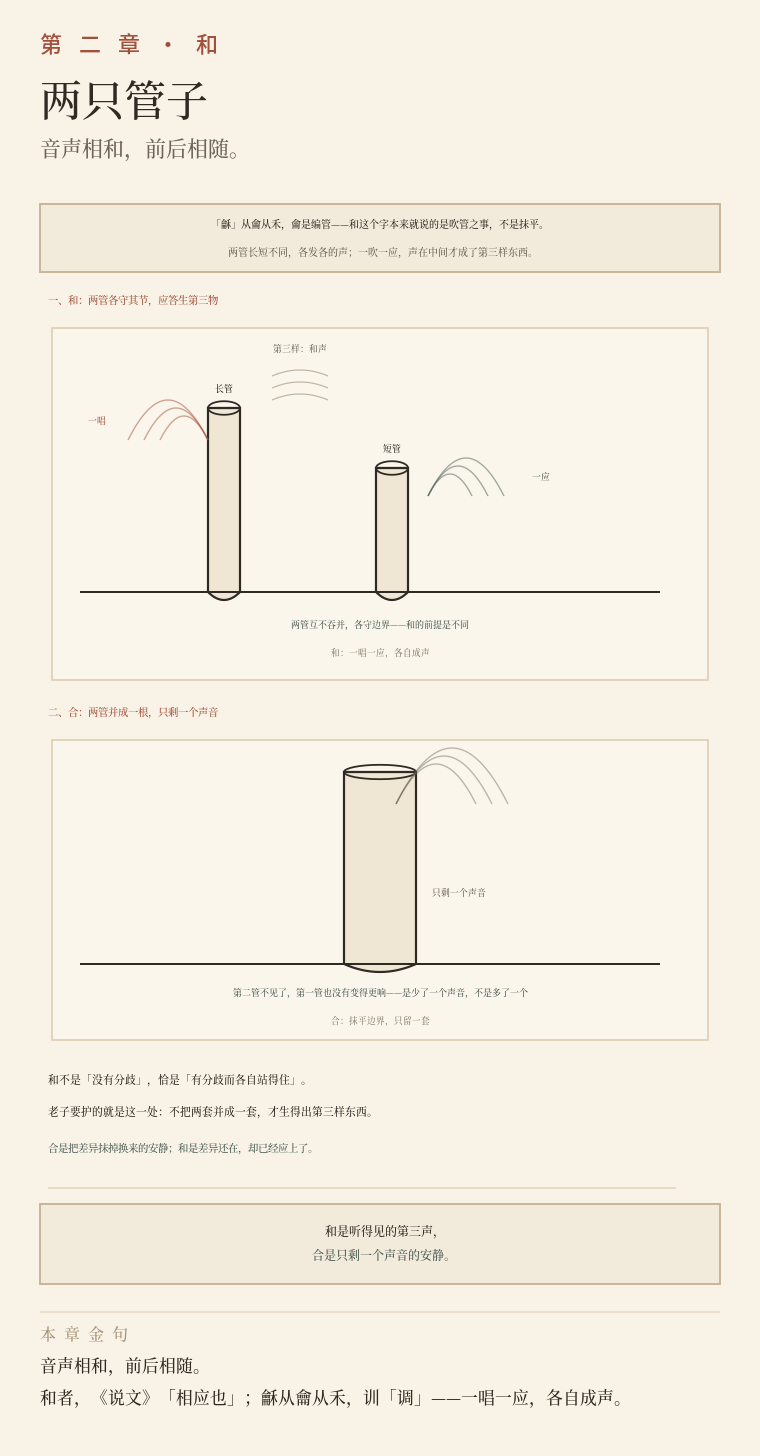 第二章·和
两只管子
音声相和，前后相随。
「龢」从龠从禾，龠是编管——和这个字本来就说的是吹管之事，不是抹平。
两管长短不同，各发各的声；一吹一应，声在中间才成了第三样东西。
一、和：两管各守其节，应答生第三物
第三样：和声
长管
一唱
短管
一应
两管互不吞并，各守边界——和的前提是不同
和：一唱一应，各自成声
二、合：两管并成一根，只剩一个声音
只剩一个声音
第二管不见了，第一管也没有变得更响——是少了一个声音，不是多了一个
合：抹平边界，只留一套
和不是「没有分歧」，恰是「有分歧而各自站得住」。
老子要护的就是这一处：不把两套并成一套，才生得出第三样东西。
合是把差异抹掉换来的安静；和是差异还在，却已经应上了。
和是听得见的第三声，
合是只剩一个声音的安静。
本章金句
音声相和，前后相随。
和者，《说文》「相应也」；龢从龠从禾，训「调」——一唱一应，各自成声。